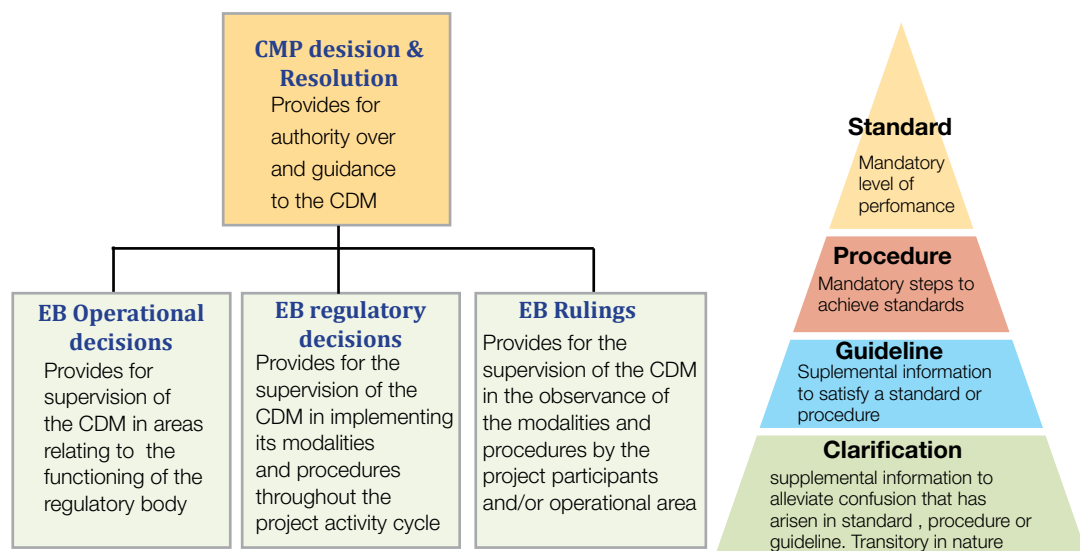 CMP desision &
Resolution
Provides for
authority over
and guidance
to the CDM
EB Operational
decisions
Provides for
supervision of
the CDM in areas
relating to the
functioning of the
regulatory body
EB regulatory
decisions
Provides for the
supervision of the
CDM in implementing
its modalities
and procedures
throughout the
project activity cycle
EB Rulings
Provides for the
supervision of the CDM
in the observance of
the modalities and
procedures by the
project participants
and/or operational area
Standard
Mandatory
level of
perfomance
Procedure
Mandatory steps to
achieve standards
Guideline
Suplemental information
to satisfy a standard or
procedure
Clarification
supplemental information to
alleviate confusion that has
arisen in standard , procedure or
guideline. Transitory in nature